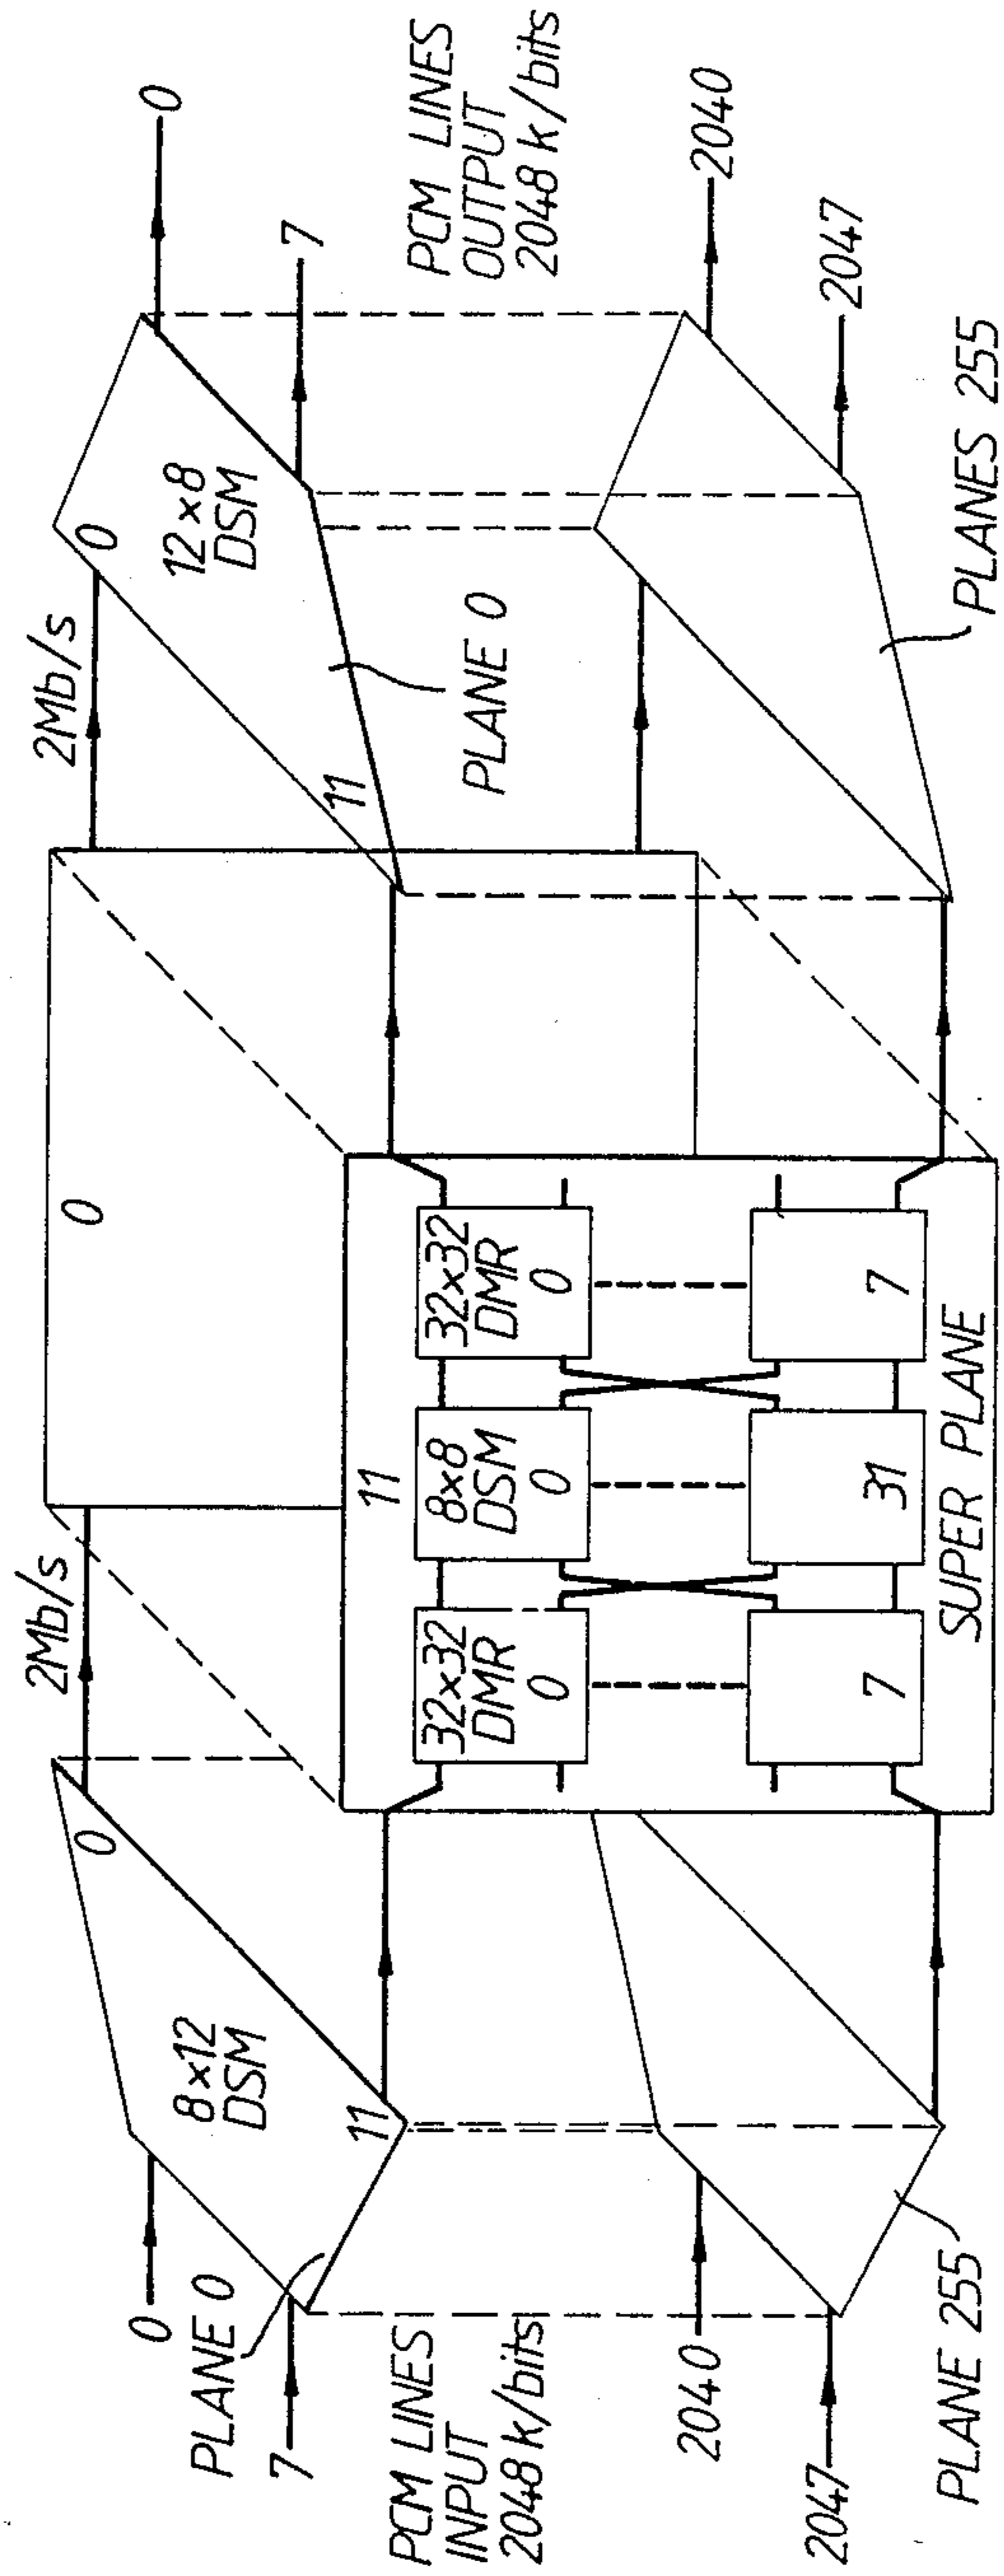 0
PLANE 0
7
PCM LINES
INPUT
2048 k/bits
2040
2047
PLANE 255
8×12
DSM
0
11
2Mb/s
0
11
32×32
DMR
0
8×8
DSM
0
32×32
DMR
0
7
31
7
SUPER PLANE
2Mb/s
0
12×8
DSM
11
PLANE 0
0
7
PCM LINES
OUTPUT
2048 k/bits
2040
2047
PLANES 255